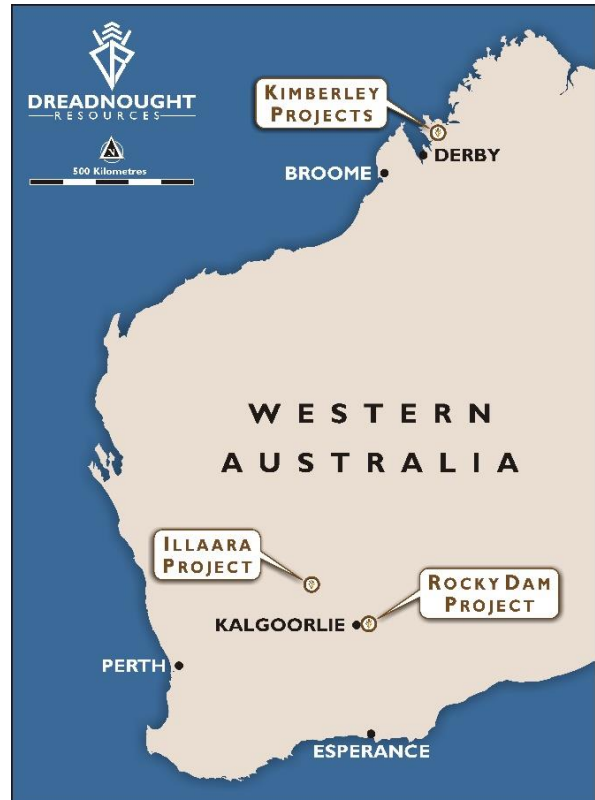 DREADNOUGHT
RESOURCES
N
500 Kilometres
KIMBERLEY
PROJECTS
DERBY
BROOME
WESTERN
AUSTRALIA
ILLAARA
PROJECT
ROCKY DAM
PROJECT
KALGOORLIE
PERTH
ESPERANCE